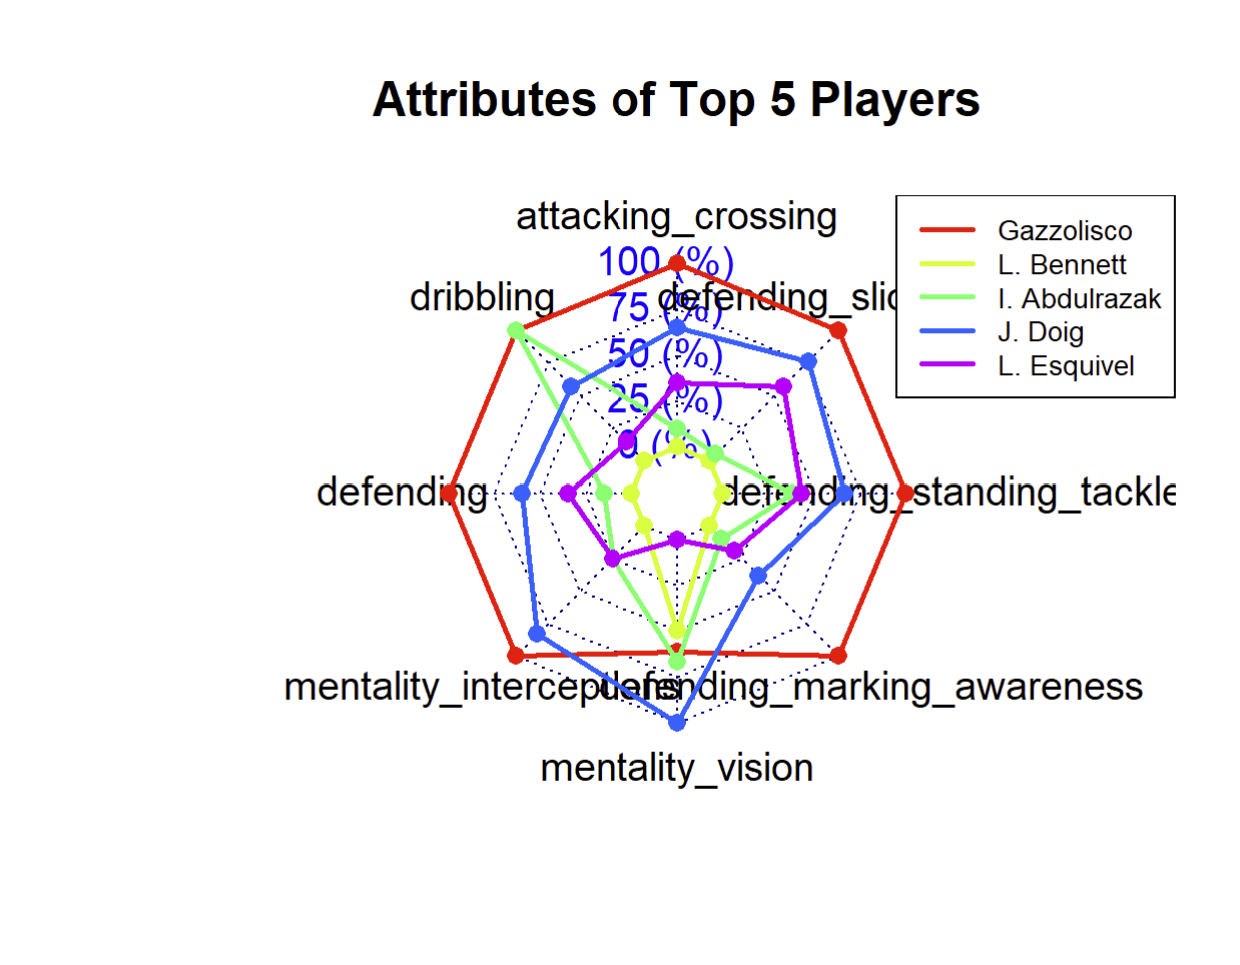 Attributes of Top 5 Players
attacking_crossing
100 (%)
dribbling
75 (%)
defending_slid
50 (%)
25 (%)
0 (%)
defending
defending_standing_tackle
mentality_interceptions
defending_marking_awareness
mentality_vision
Gazzolisco
L. Bennett
I. Abdulrazak
J. Doig
L. Esquivel